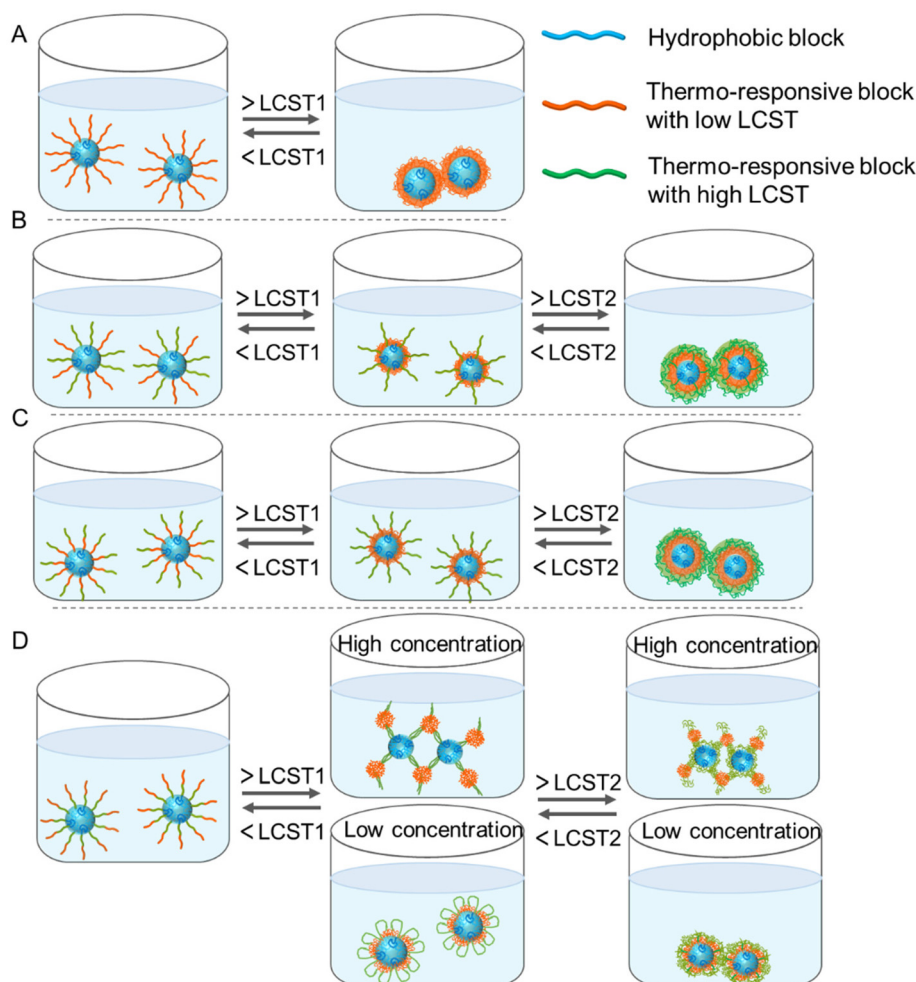 A
> LCST1
< LCST1
Hydrophobic block
Thermo-responsive block
with low LCST
Thermo-responsive block
with high LCST
B
> LCST1
< LCST1
> LCST2
< LCST2
C
> LCST1
< LCST1
> LCST2
< LCST2
D
High concentration
High concentration
> LCST1
< LCST1
> LCST2
< LCST2
Low concentration
Low concentration